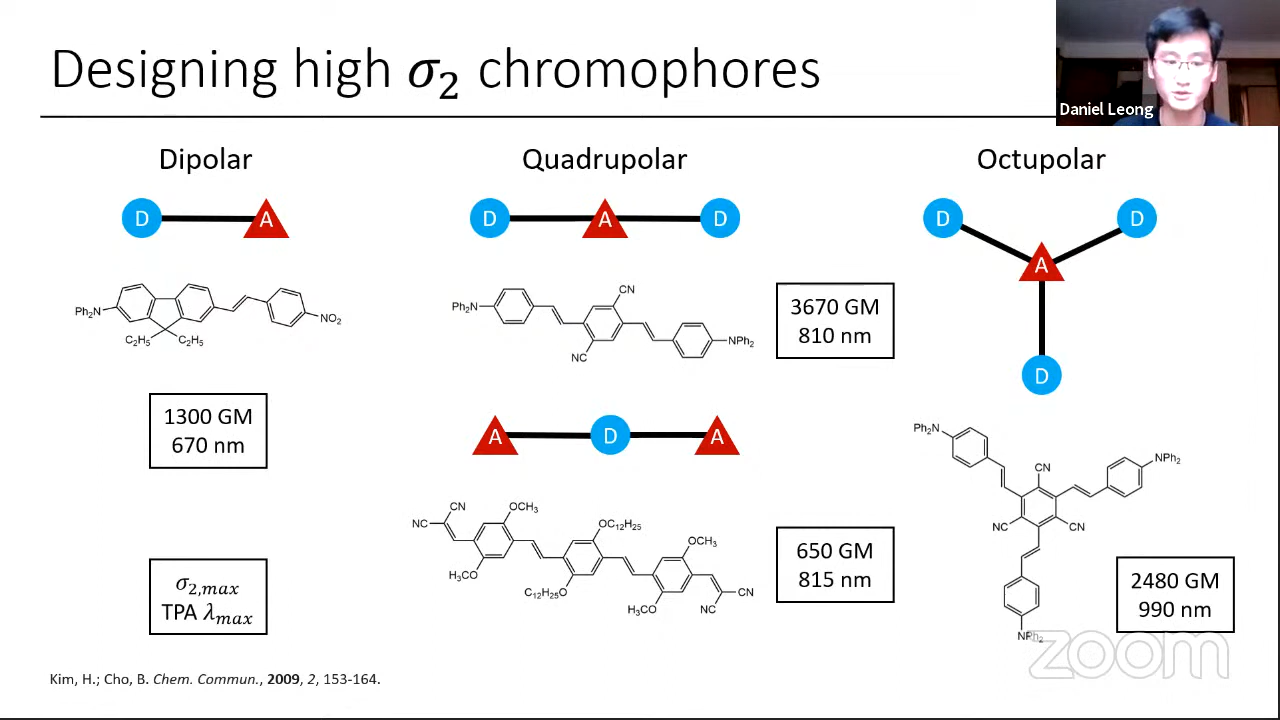 Designing high σ₂ chromophores
Daniel Leong
Dipolar
Quadrupolar
Octupolar
D
A
D
A
D
D
D
A
D
Ph₂N
C₂H₅
C₂H₅
NO₂
1300 GM
670 nm
σ₂,max
TPA λmax
Ph₂N
CN
NC
NPh₂
3670 GM
810 nm
A
D
A
NC
CN
OCH₃
H₃CO
OC₁₂H₂₅
C₁₂H₂₅O
OCH₃
H₃CO
CN
NC
650 GM
815 nm
Ph₂N
NPh₂
CN
NC
CN
NPh₂
2480 GM
990 nm
zoom
Kim, H.; Cho, B. Chem. Commun., 2009, 2, 153-164.